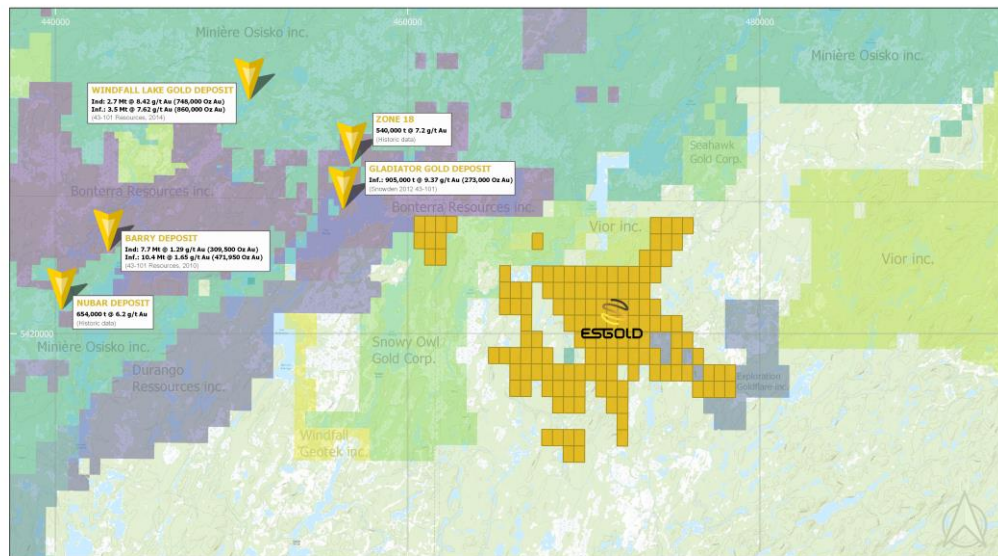 440000
460000
480000
Minière Osisko inc.
Minière Osisko inc.
WINDFALL LAKE GOLD DEPOSIT
Ind: 2.7 Mt @ 8.42 g/t Au (748,000 Oz Au)
Inf.: 3.5 Mt @ 7.62 g/t Au (860,000 Oz Au)
(43-101 Resources, 2014)
ZONE 18
540,000 t @ 7.2 g/t Au
(Historic data)
Seahawk
Gold Corp.
GLADIATOR GOLD DEPOSIT
Inf.: 905,000 t @ 9.37 g/t Au (273,000 Oz Au)
(Snowden 2012 43-101)
Bonterra Resources inc.
Bonterra Resources inc.
Vior inc.
BARRY DEPOSIT
Ind: 7.7 Mt @ 1.29 g/t Au (309,500 Oz Au)
Inf.: 10.4 Mt @ 1.65 g/t Au (471,950 Oz Au)
(43-101 Resources, 2010)
Vior inc.
NUBAR DEPOSIT
654,000 t @ 6.2 g/t Au
(Historic data)
ESGOLD
Minière Osisko inc.
Snowy Owl
Gold Corp.
Durango
Ressources inc.
Exploration
Goldflare inc.
Windfall
Geotek inc.